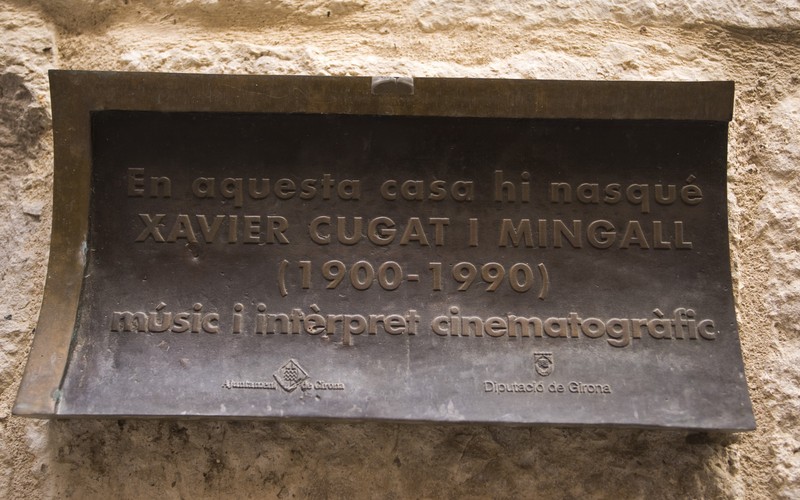 En aquesta casa hi nasqué
XAVIER CUGAT I MINGALL
(1900-1990)
músic i intèrpret cinematogràfic
Ajuntament de Girona
Diputació de Girona